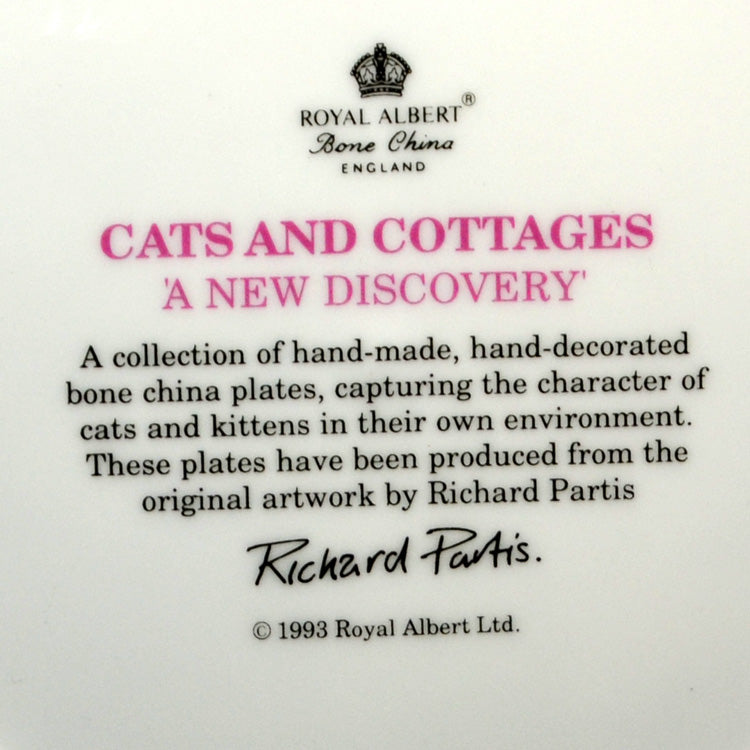 ROYAL ALBERT®
Bone China
ENGLAND
CATS AND COTTAGES
'A NEW DISCOVERY'
A collection of hand-made, hand-decorated
bone china plates, capturing the character of
cats and kittens in their own environment.
These plates have been produced from the
original artwork by Richard Partis
Richard Partis.
© 1993 Royal Albert Ltd.